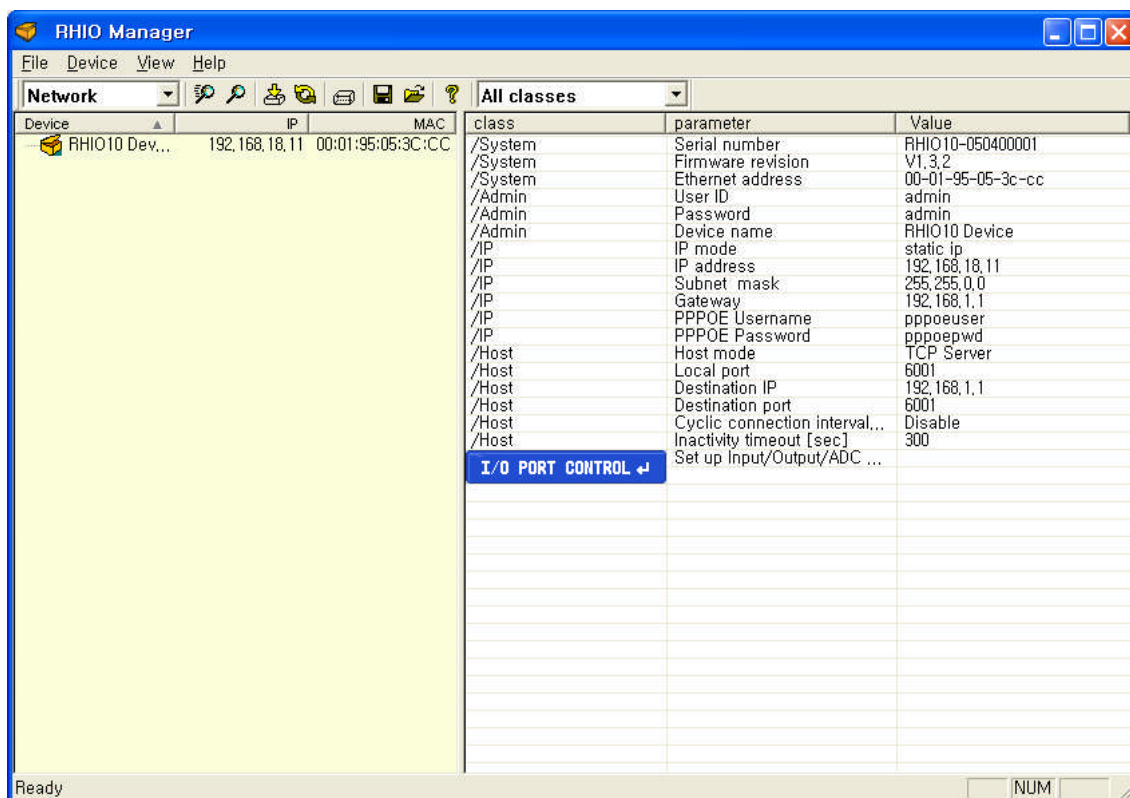 RHIO Manager
File Device View Help
Network All classes
Device IP MAC
RHIO10 Dev... 192,168,18,11 00:01:95:05:3C:CC
class parameter Value
/System Serial number RHIO10-050400001
/System Firmware revision V1,3,2
/System Ethernet address 00-01-95-05-3c-cc
/Admin User ID admin
/Admin Password admin
/Admin Device name RHIO10 Device
/IP IP mode static ip
/IP IP address 192,168,18,11
/IP Subnet mask 255,255,0,0
/IP Gateway 192,168,1,1
/IP PPPOE Username pppoeuser
/IP PPPOE Password pppoepwd
/Host Host mode TCP Server
/Host Local port 6001
/Host Destination IP 192,168,1,1
/Host Destination port 6001
/Host Cyclic connection interval,,, Disable
/Host Inactivity timeout [sec] 300
I/O PORT CONTROL ↵ Set up Input/Output/ADC ...
Ready NUM